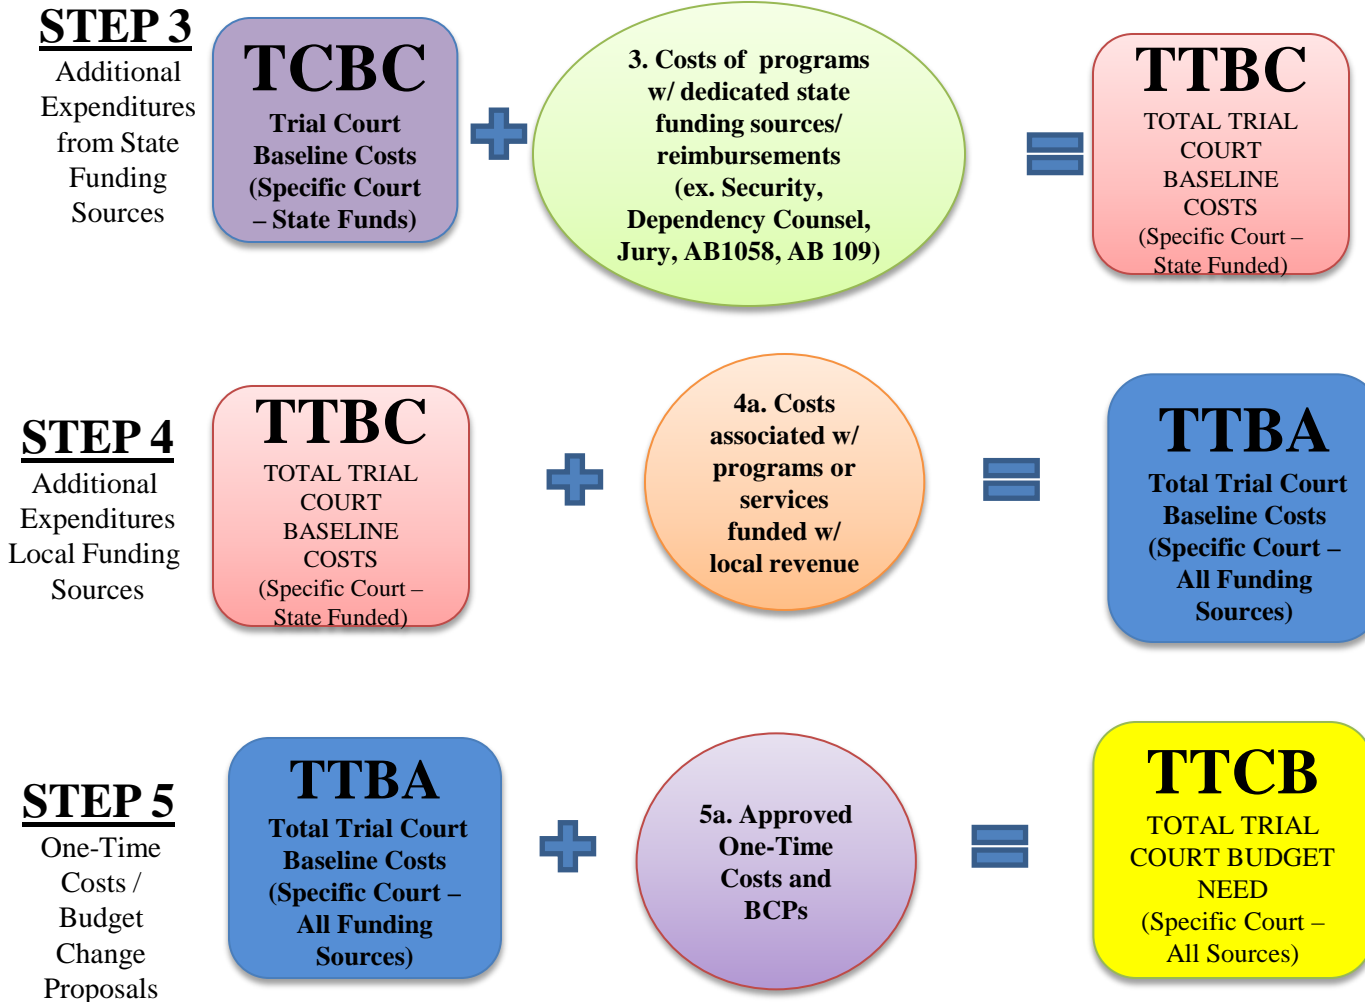 STEP 3
Additional
Expenditures
from State
Funding
Sources
TCBC
Trial Court
Baseline Costs
(Specific Court
– State Funds)
3. Costs of programs
w/ dedicated state
funding sources/
reimbursements
(ex. Security,
Dependency Counsel,
Jury, AB1058, AB 109)
TTBC
TOTAL TRIAL
COURT
BASELINE
COSTS
(Specific Court –
State Funded)
STEP 4
Additional
Expenditures
Local Funding
Sources
TTBC
TOTAL TRIAL
COURT
BASELINE
COSTS
(Specific Court –
State Funded)
4a. Costs
associated w/
programs or
services
funded w/
local revenue
TTBA
Total Trial Court
Baseline Costs
(Specific Court –
All Funding
Sources)
STEP 5
One-Time
Costs /
Budget
Change
Proposals
TTBA
Total Trial Court
Baseline Costs
(Specific Court –
All Funding
Sources)
5a. Approved
One-Time
Costs and
BCPs
TTCB
TOTAL TRIAL
COURT BUDGET
NEED
(Specific Court –
All Sources)